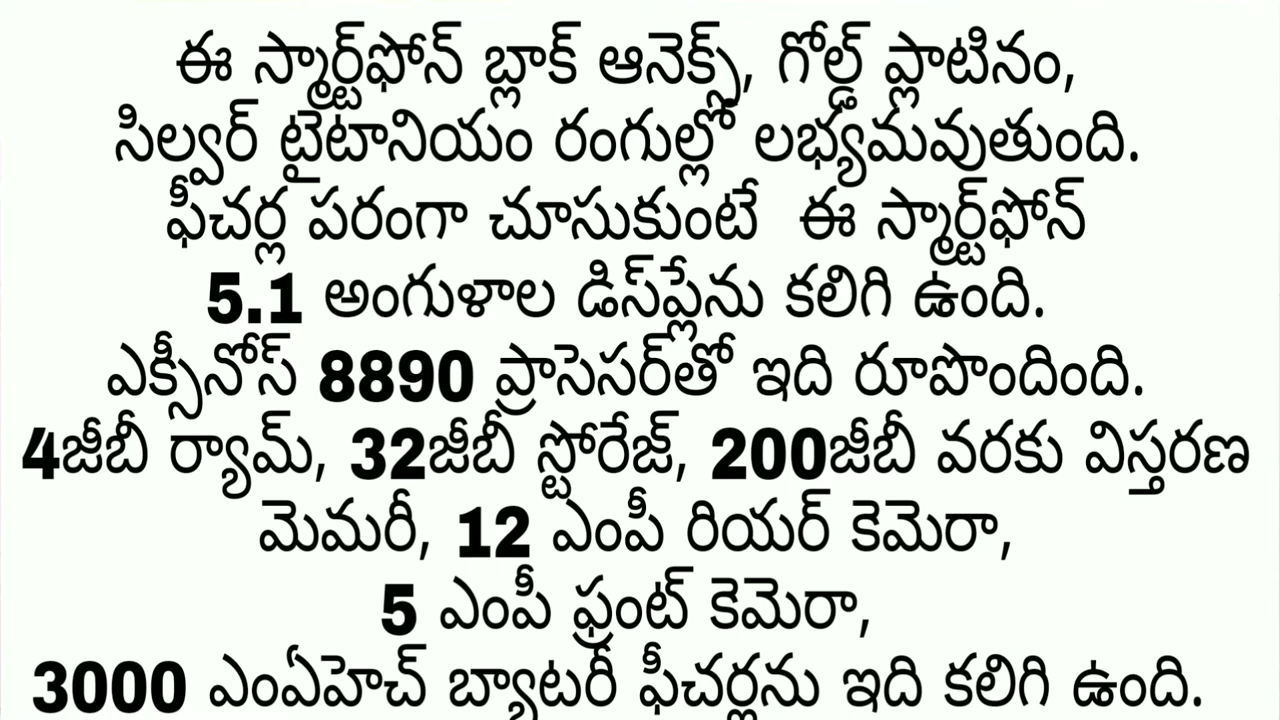 ఈ స్మార్ట్‌ఫోన్ బ్లాక్ ఆనెక్స్, గోల్డ్ ప్లాటినం,
సిల్వర్ టైటానియం రంగుల్లో లభ్యమవుతుంది.
ఫీచర్ల పరంగా చూసుకుంటే ఈ స్మార్ట్‌ఫోన్
5.1 అంగుళాల డిస్‌ప్లేను కలిగి ఉంది.
ఎక్సీనోస్ 8890 ప్రాసెసర్‌తో ఇది రూపొందింది.
4జీబీ ర్యామ్, 32జీబీ స్టోరేజ్, 200జీబీ వరకు విస్తరణ
మెమరీ, 12 ఎంపీ రియర్ కెమెరా,
5 ఎంపీ ఫ్రంట్ కెమెరా,
3000 ఎంఏహెచ్ బ్యాటరీ ఫీచర్లను ఇది కలిగి ఉంది.